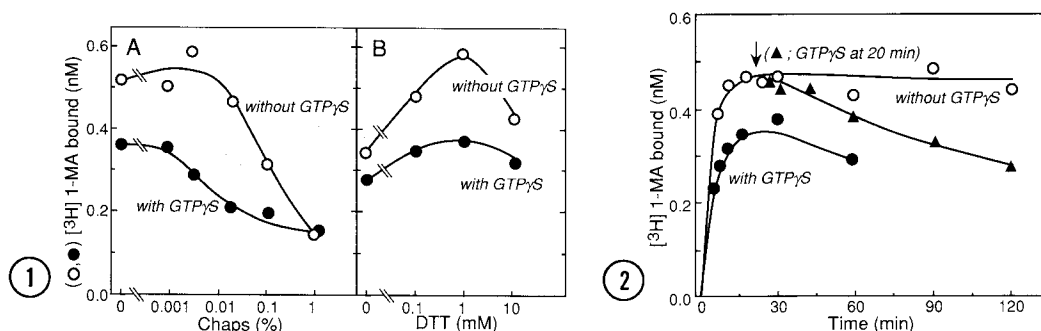 A
B
(▲; GTPγS at 20 min)
without GTPγS
with GTPγS
without GTPγS
with GTPγS
without GTPγS
with GTPγS
(○,●) [³H] 1-MA bound (nM)
0.6
0.4
0.2
0.0
0 0.001 0.01 0.1 1
Chaps (%)
0 0.1 1 10
DTT (mM)
1
[³H] 1-MA bound (nM)
0.6
0.4
0.2
0.0
0 30 60 90 120
Time (min)
2